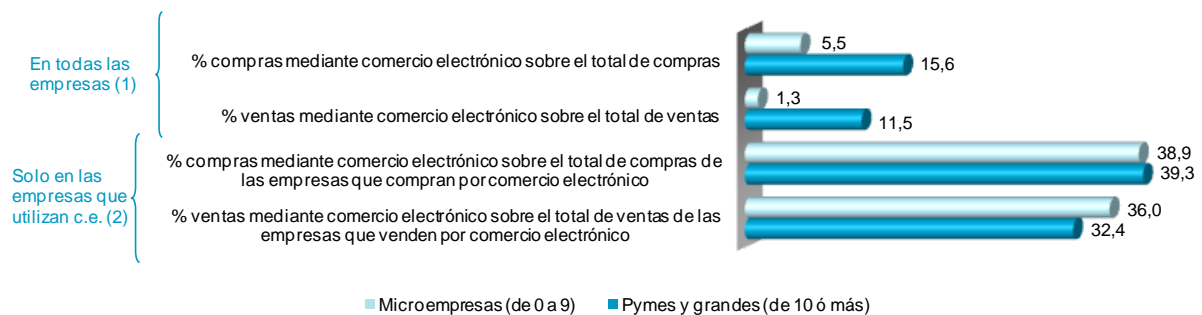 En todas las
empresas (1)
% compras mediante comercio electrónico sobre el total de compras
5,5
15,6
% ventas mediante comercio electrónico sobre el total de ventas
1,3
11,5
Solo en las
empresas que
utilizan c.e. (2)
% compras mediante comercio electrónico sobre el total de compras de
las empresas que compran por comercio electrónico
38,9
39,3
% ventas mediante comercio electrónico sobre el total de ventas de las
empresas que venden por comercio electrónico
36,0
32,4
Microempresas (de 0 a 9)
Pymes y grandes (de 10 ó más)